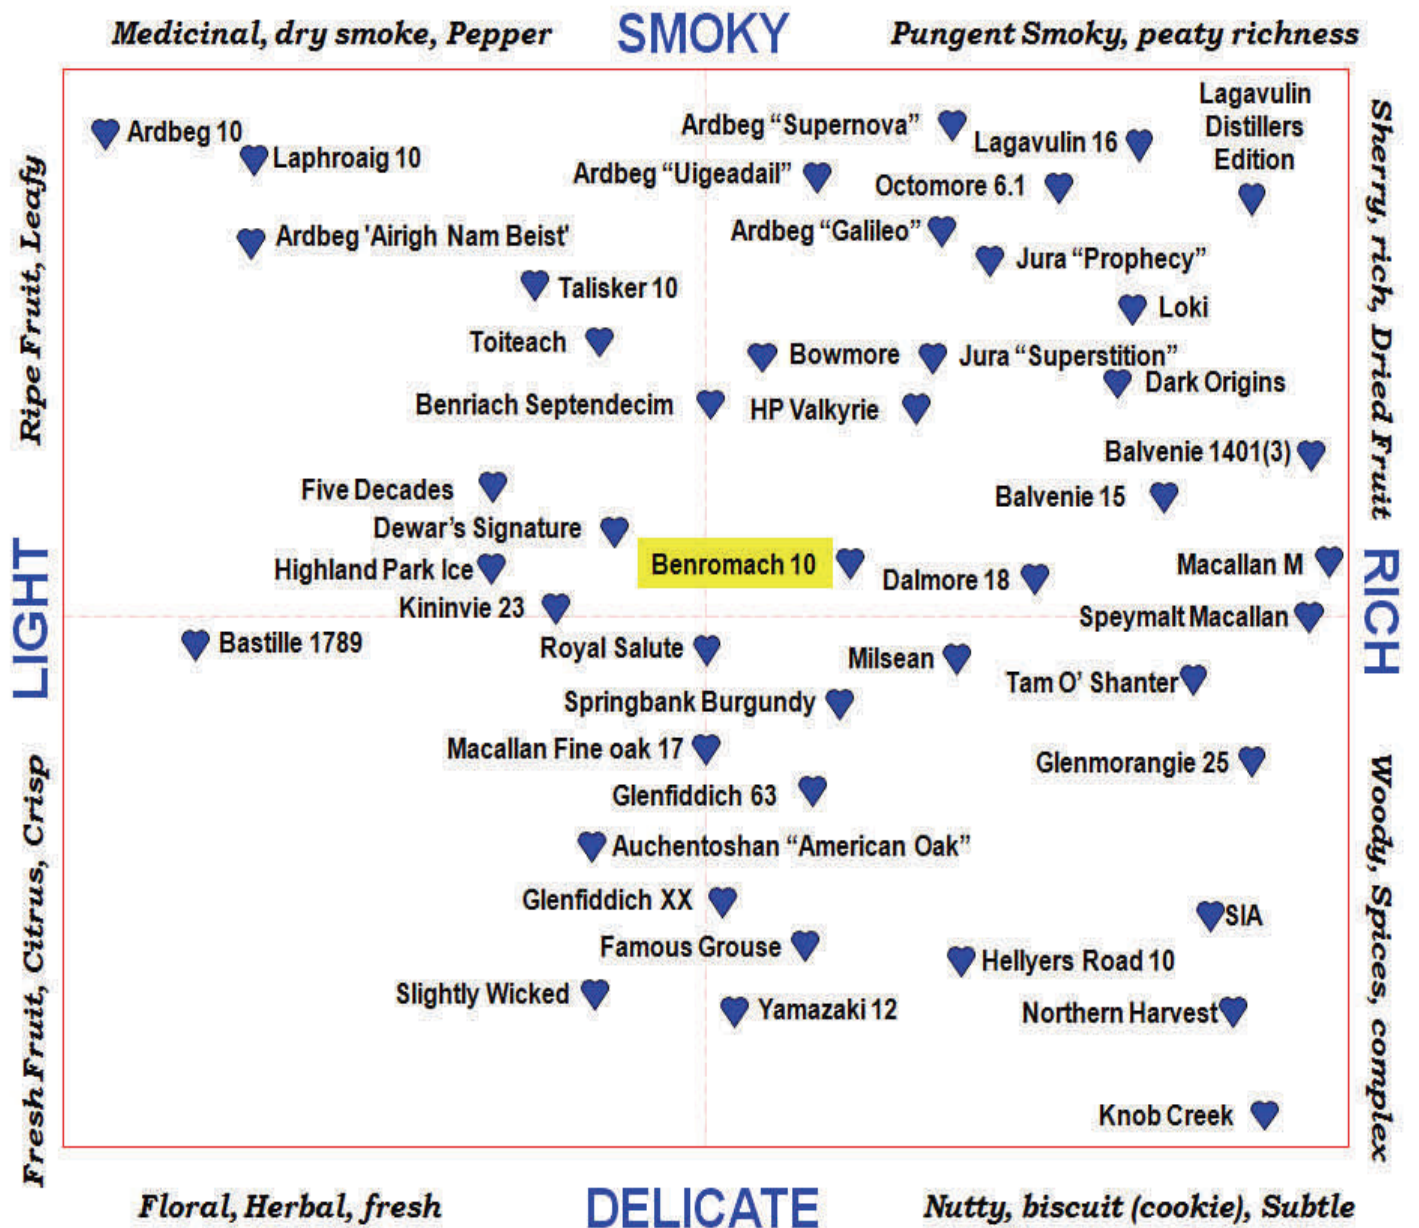 Medicinal, dry smoke, Pepper
SMOKY
Pungent Smoky, peaty richness
Ripe Fruit, Leafy
LIGHT
Fresh Fruit, Citrus, Crisp
Ardbeg 10
Laphroaig 10
Ardbeg "Supernova"
Lagavulin 16
Lagavulin
Distillers
Edition
Ardbeg "Uigeadail"
Octomore 6.1
Ardbeg 'Airigh Nam Beist'
Ardbeg "Galileo"
Jura "Prophecy"
Talisker 10
Loki
Toiteach
Bowmore
Jura "Superstition"
Dark Origins
Benriach Septendecim
HP Valkyrie
Balvenie 1401(3)
Five Decades
Balvenie 15
Dewar's Signature
Highland Park Ice
Benromach 10
Dalmore 18
Macallan M
Kininvie 23
Speymalt Macallan
Bastille 1789
Royal Salute
Milsean
Tam O' Shanter
Springbank Burgundy
Macallan Fine oak 17
Glenmorangie 25
Glenfiddich 63
Auchentoshan "American Oak"
Glenfiddich XX
SIA
Famous Grouse
Hellyers Road 10
Slightly Wicked
Yamazaki 12
Northern Harvest
Knob Creek
Sherry, rich, Dried Fruit
RICH
Woody, Spices, complex
Floral, Herbal, fresh
DELICATE
Nutty, biscuit (cookie), Subtle